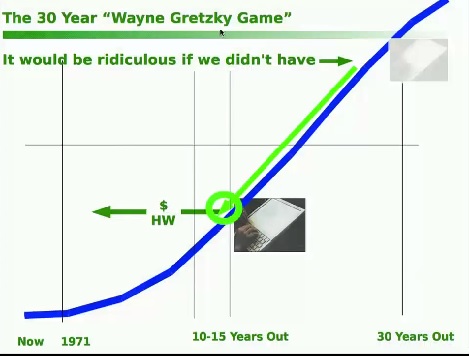 The 30 Year “Wayne Gretzky Game”
It would be ridiculous if we didn't have
$
HW
Now 1971 10-15 Years Out 30 Years Out